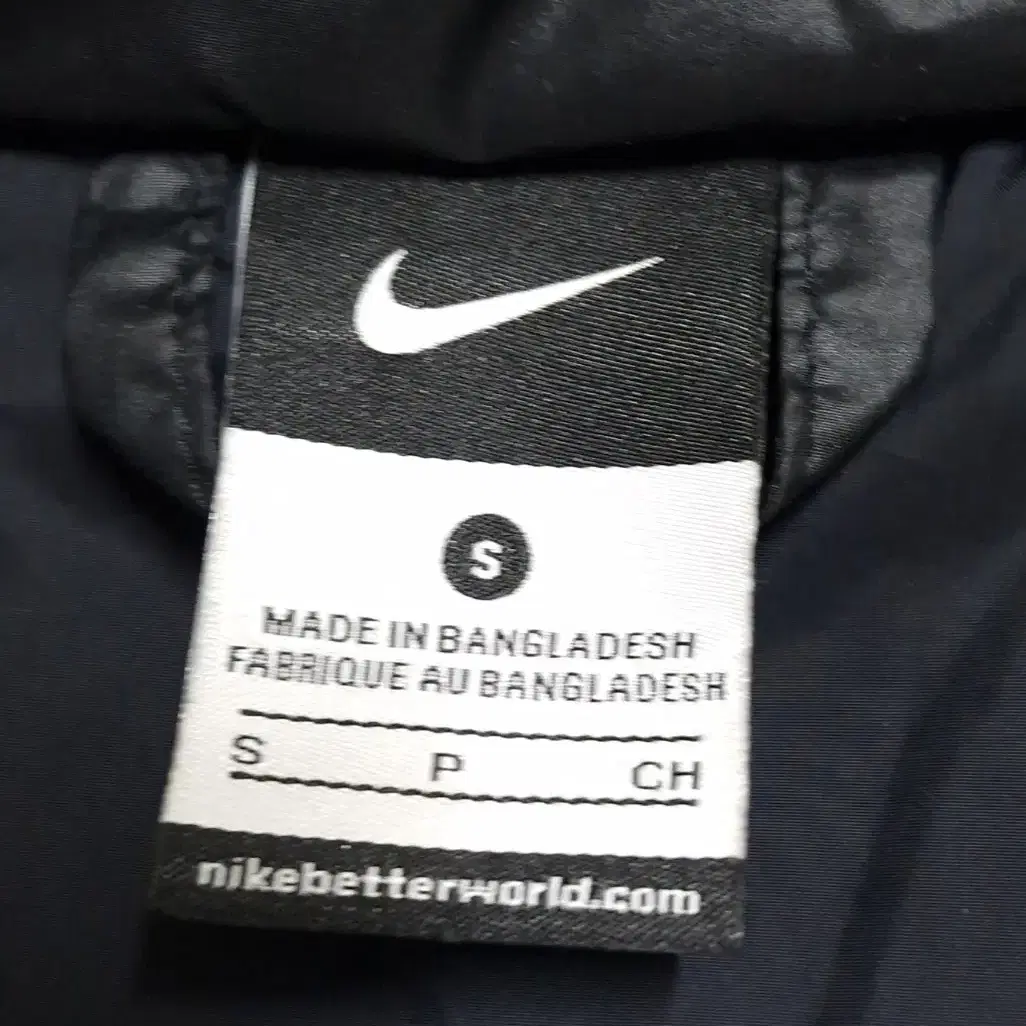 S
MADE IN BANGLADESH
FABRIQUE AU BANGLADESH
S P CH
nikebetterworld.com